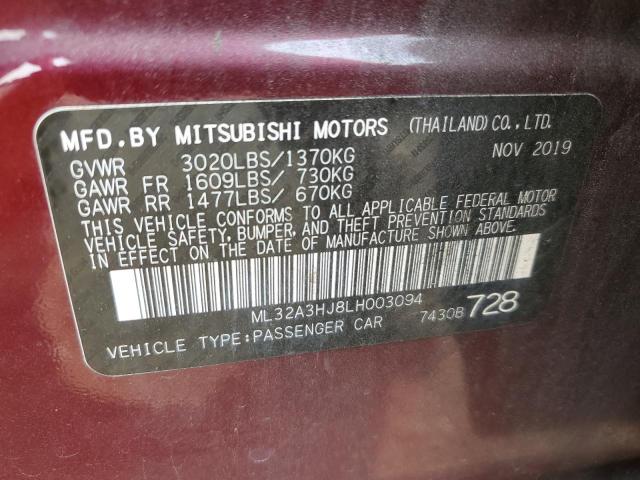 MFD.BY MITSUBISHI MOTORS (THAILAND)CO.,LTD.
NOV 2019
GVWR 3020LBS/1370KG
GAWR FR 1609LBS/ 730KG
GAWR RR 1477LBS/ 670KG
THIS VEHICLE CONFORMS TO ALL APPLICABLE FEDERAL MOTOR
VEHICLE SAFETY, BUMPER, AND THEFT PREVENTION STANDARDS
IN EFFECT ON THE DATE OF MANUFACTURE SHOWN ABOVE.
ML32A3HJ8LH003094
VEHICLE TYPE:PASSENGER CAR 7430B 728